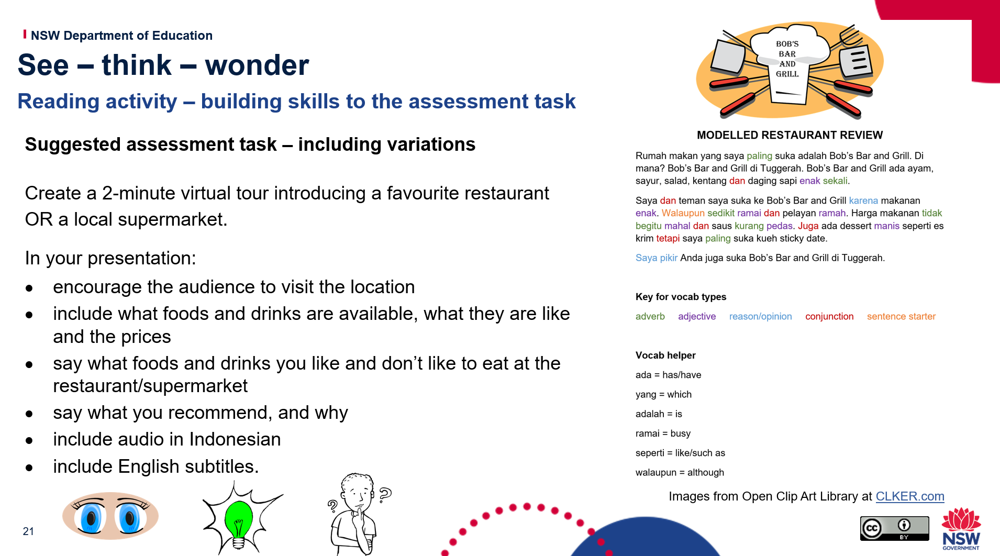 NSW Department of Education
See – think – wonder
Reading activity – building skills to the assessment task
Suggested assessment task – including variations
Create a 2-minute virtual tour introducing a favourite restaurant
OR a local supermarket.
In your presentation:
• encourage the audience to visit the location
• include what foods and drinks are available, what they are like
and the prices
• say what foods and drinks you like and don’t like to eat at the
restaurant/supermarket
• say what you recommend, and why
• include audio in Indonesian
• include English subtitles.
? ?
21
BOB’S
BAR
AND
GRILL
MODELLED RESTAURANT REVIEW
Rumah makan yang saya paling suka adalah Bob’s Bar and Grill. Di
mana? Bob’s Bar and Grill di Tuggerah. Bob’s Bar and Grill ada ayam,
sayur, salad, kentang dan daging sapi enak sekali.
Saya dan teman saya suka ke Bob’s Bar and Grill karena makanan
enak. Walaupun sedikit ramai dan pelayan ramah. Harga makanan tidak
begitu mahal dan saus kurang pedas. Juga ada dessert manis seperti es
krim tetapi saya paling suka kueh sticky date.
Saya pikir Anda juga suka Bob’s Bar and Grill di Tuggerah.
Key for vocab types
adverb adjective reason/opinion conjunction sentence starter
Vocab helper
ada = has/have
yang = which
adalah = is
ramai = busy
seperti = like/such as
walaupun = although
Images from Open Clip Art Library at CLKER.com
cc BY
NSW
GOVERNMENT